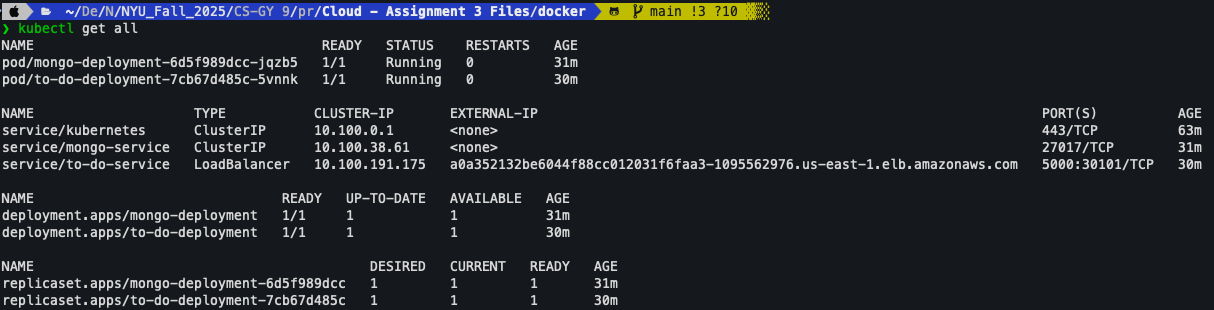 ~/De/N/NYU_Fall_2025/CS-GY 9/pr/Cloud - Assignment 3 Files/docker main !3 ?10
❯ kubectl get all
NAME READY STATUS RESTARTS AGE
pod/mongo-deployment-6d5f989dcc-jqzb5 1/1 Running 0 31m
pod/to-do-deployment-7cb67d485c-5vnnk 1/1 Running 0 30m
NAME TYPE CLUSTER-IP EXTERNAL-IP PORT(S) AGE
service/kubernetes ClusterIP 10.100.0.1 <none> 443/TCP 63m
service/mongo-service ClusterIP 10.100.38.61 <none> 27017/TCP 31m
service/to-do-service LoadBalancer 10.100.191.175 a0a352132be6044f88cc012031f6faa3-1095562976.us-east-1.elb.amazonaws.com 5000:30101/TCP 30m
NAME READY UP-TO-DATE AVAILABLE AGE
deployment.apps/mongo-deployment 1/1 1 1 31m
deployment.apps/to-do-deployment 1/1 1 1 30m
NAME DESIRED CURRENT READY AGE
replicaset.apps/mongo-deployment-6d5f989dcc 1 1 1 31m
replicaset.apps/to-do-deployment-7cb67d485c 1 1 1 30m